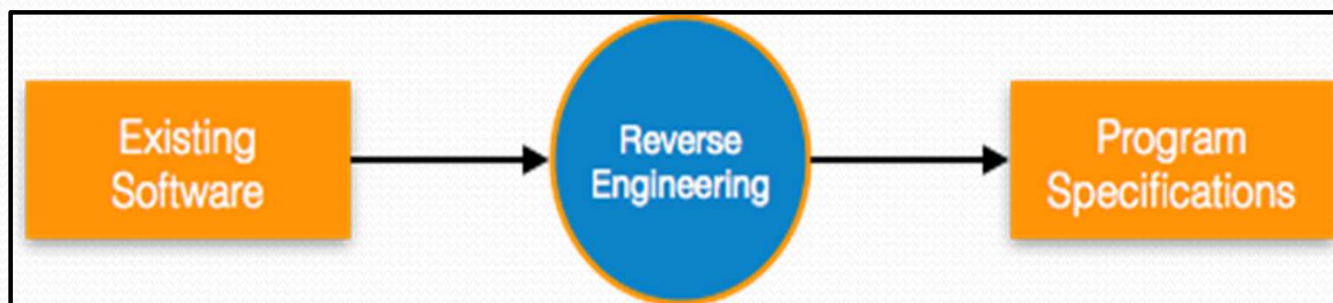 Existing
Software
Reverse
Engineering
Program
Specifications